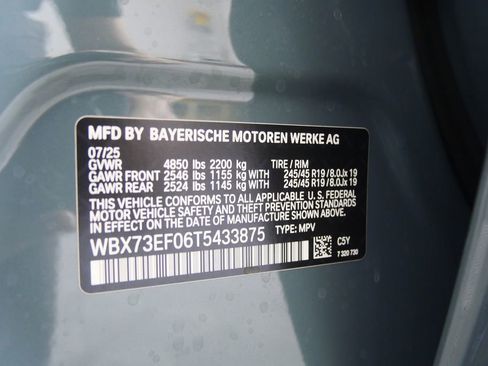 MFD BY BAYERISCHE MOTOREN WERKE AG
07/25
GVWR 4850 lbs 2200 kg TIRE / RIM
GAWR FRONT 2546 lbs 1155 kg WITH 245/45 R19 / 8.0Jx 19
GAWR REAR 2524 lbs 1145 kg WITH 245/45 R19 / 8.0Jx 19
THIS VEHICLE CONFORMS TO ALL APPLICABLE U.S. FEDERAL
MOTOR VEHICLE SAFETY, BUMPER, AND THEFT PREVENTION STANDARDS
IN EFFECT ON THE DATE OF MANUFACTURE SHOWN ABOVE.
WBX73EF06T5433875 TYPE: MPV
C5Y
7 320 730